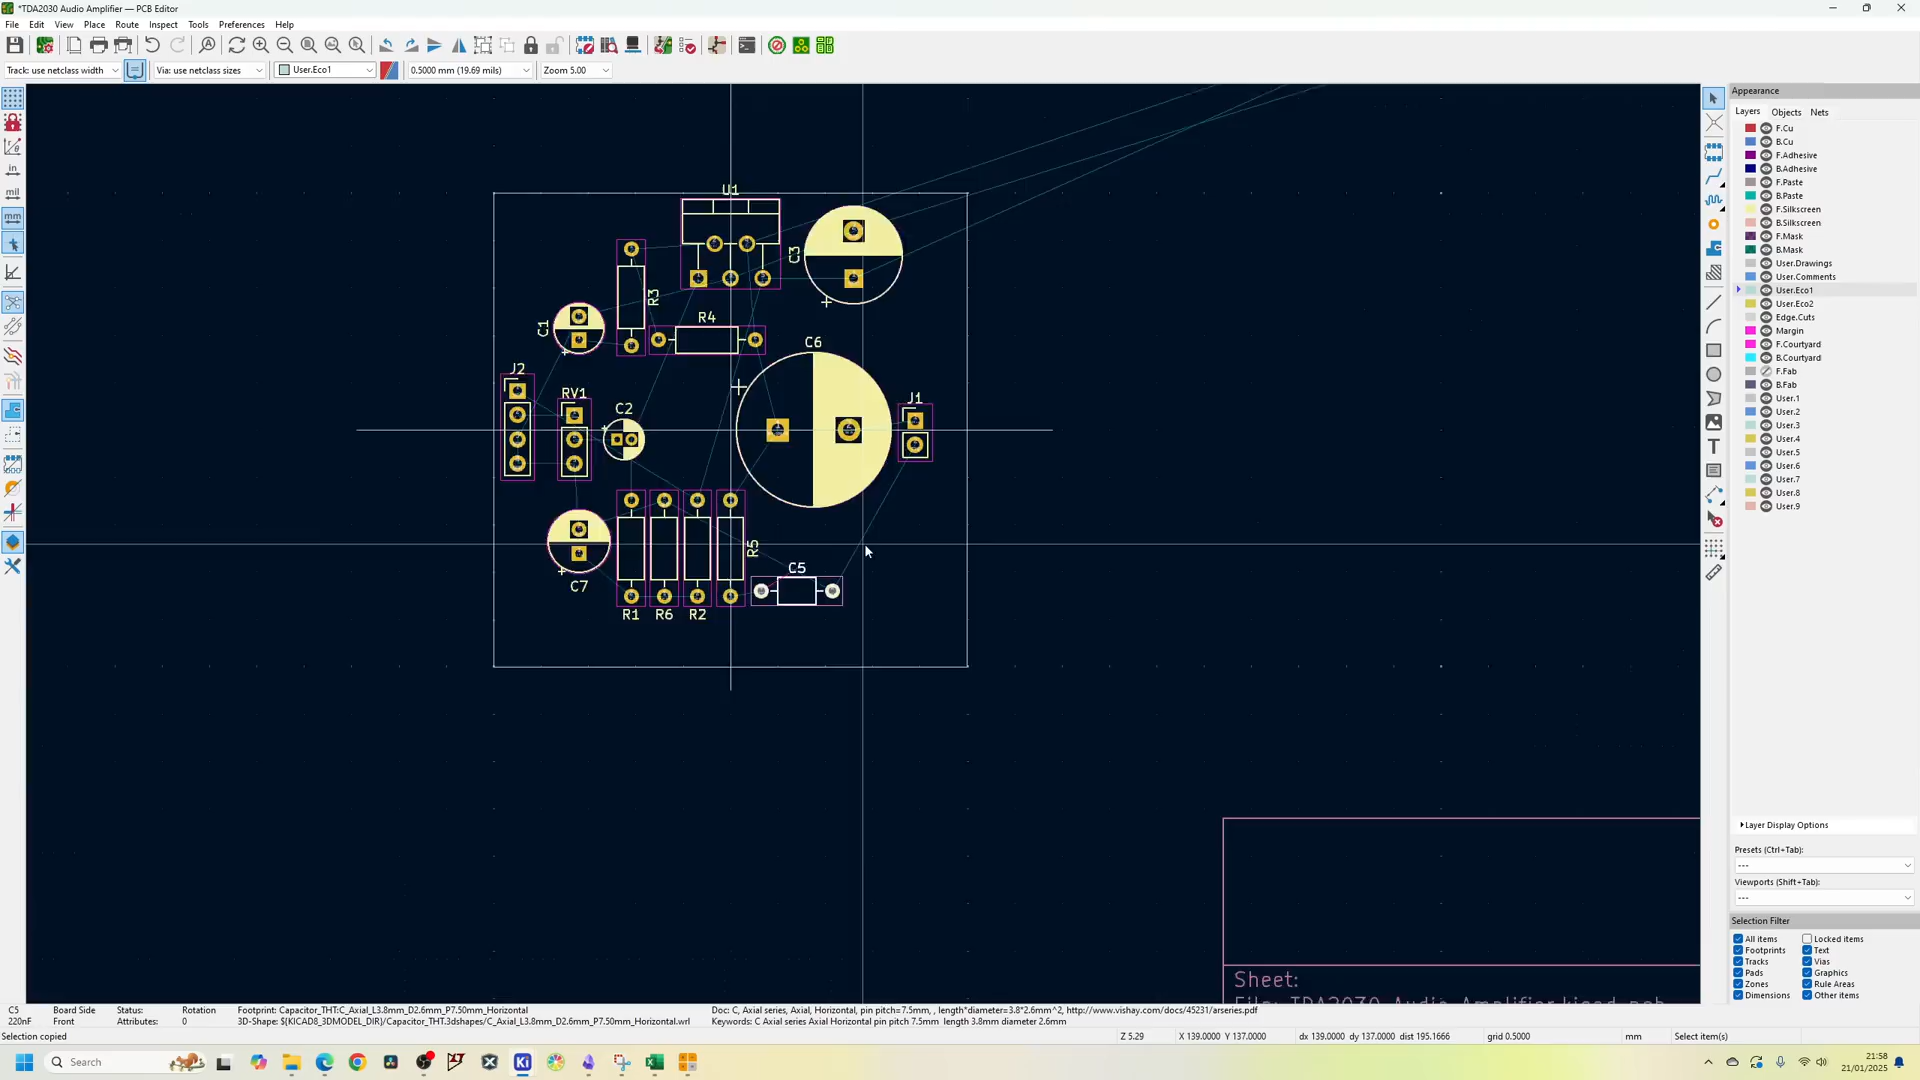 *TDA2030 Audio Amplifier — PCB Editor
File Edit View Place Route Inspect Tools Preferences Help
Track: use netclass width Via: use netclass sizes User.Eco1 0.5000 mm (19.69 mils) Zoom 5.00
in
mil
mm
U1
C3
R3
C1
R4
C6
J2
RV1
C2
J1
R5
C5
C7
R1 R6 R2
Sheet:
File: TDA2030 Audio Amplifier.kicad_pcb
Appearance
Layers Objects Nets
F.Cu
B.Cu
F.Adhesive
B.Adhesive
F.Paste
B.Paste
F.Silkscreen
B.Silkscreen
F.Mask
B.Mask
User.Drawings
User.Comments
User.Eco1
User.Eco2
Edge.Cuts
Margin
F.Courtyard
B.Courtyard
F.Fab
B.Fab
User.1
User.2
User.3
User.4
User.5
User.6
User.7
User.8
User.9
Layer Display Options
Presets (Ctrl+Tab):
---
Viewports (Shift+Tab):
---
Selection Filter
All items Locked items
Footprints Text
Tracks Vias
Pads Graphics
Zones Rule Areas
Dimensions Other items
C5 Board Side Status: Rotation Footprint: Capacitor_THT:C_Axial_L3.8mm_D2.6mm_P7.50mm_Horizontal Doc: C, Axial series, Axial, Horizontal, pin pitch=7.5mm, , length*diameter=3.8*2.6mm^2, http://www.vishay.com/docs/45231/arseries.pdf
220nF Front Attributes: 0 3D-Shape: ${KICAD8_3DMODEL_DIR}/Capacitor_THT.3dshapes/C_Axial_L3.8mm_D2.6mm_P7.50mm_Horizontal.wrl Keywords: C Axial series Axial Horizontal pin pitch 7.5mm length 3.8mm diameter 2.6mm
Selection copied Z 5.29 X 139.0000 Y 137.0000 dx 139.0000 dy 137.0000 dist 195.1666 grid 0.5000 mm Select item(s)
Search
Ki
21:58
21/01/2025